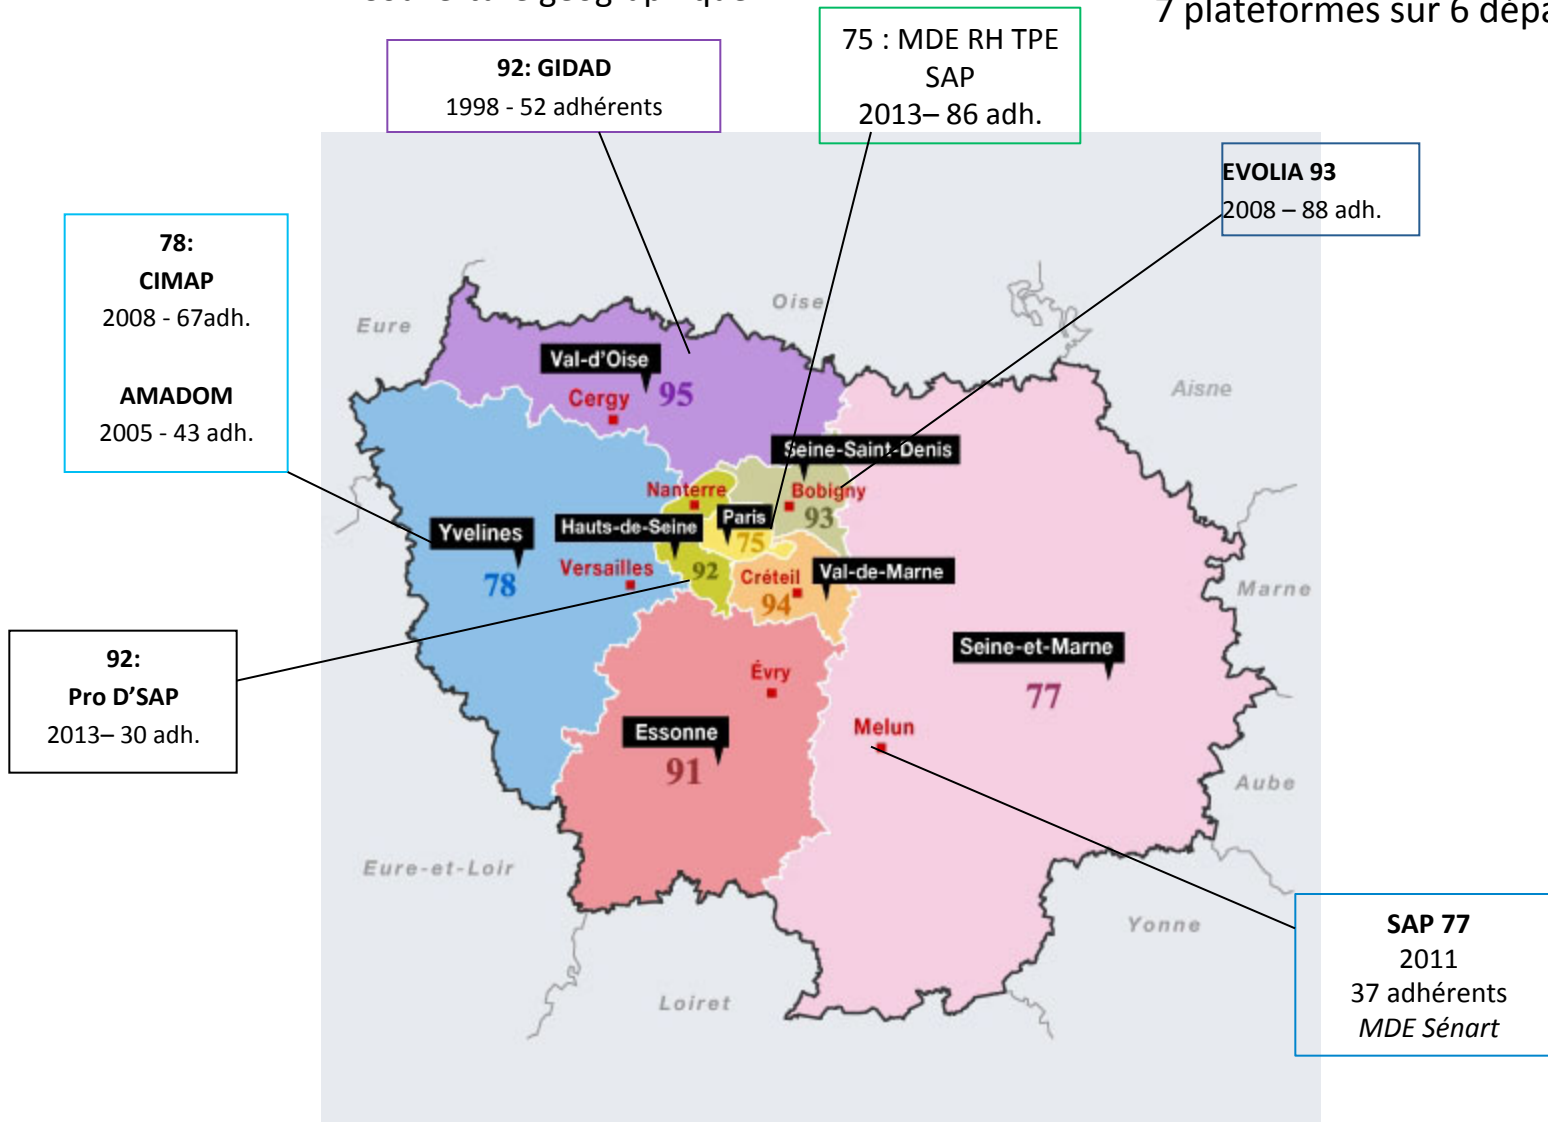 7 plateformes sur 6
75 : MDE RH TPE
SAP
2013– 86 adh.
92: GIDAD
1998 - 52 adhérents
EVOLIA 93
2008 – 88 adh.
78:
CIMAP
2008 - 67adh.
AMADOM
2005 - 43 adh.
Oise
Eure
Val-d'Oise
95
Cergy
Aisne
Seine-Saint-Denis
Nanterre
Bobigny
93
Paris
75
Hauts-de-Seine
Yvelines
78
Versailles
92
Créteil
94
Val-de-Marne
Marne
92:
Pro D’SAP
2013– 30 adh.
Seine-et-Marne
77
Évry
Essonne
91
Melun
Aube
Eure-et-Loir
Yonne
Loiret
SAP 77
2011
37 adhérents
MDE Sénart